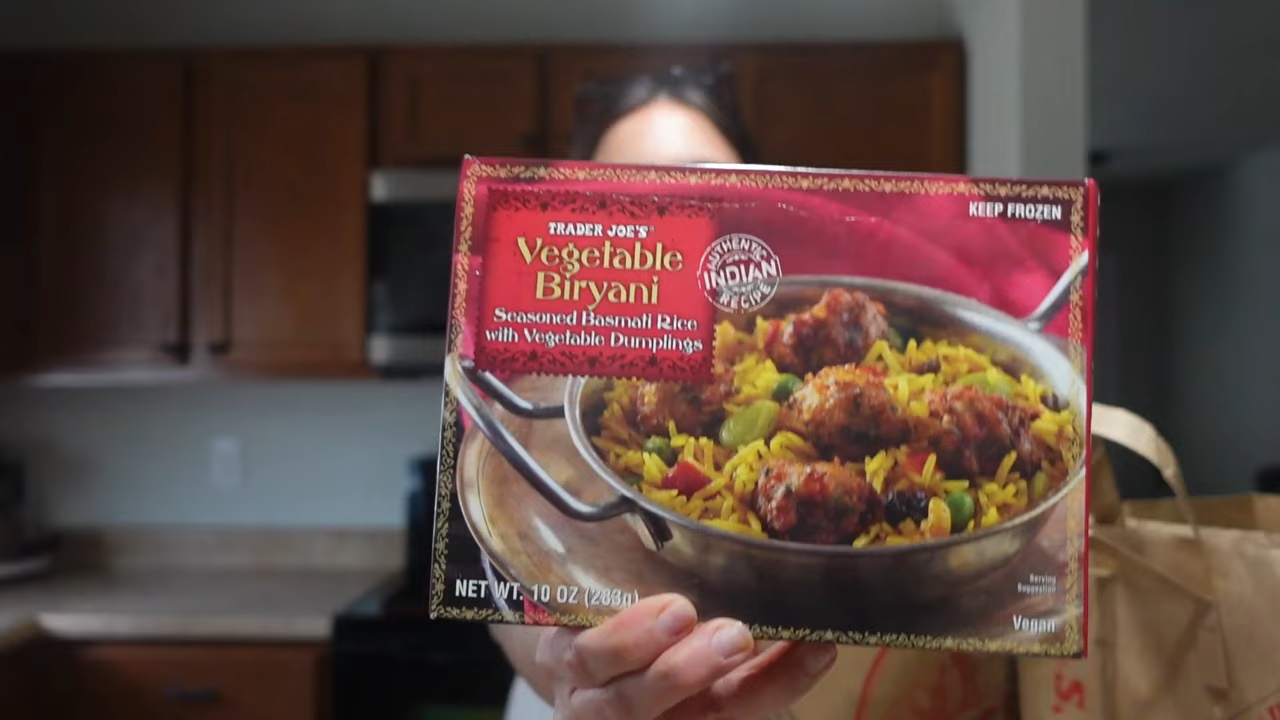 KEEP FROZEN
TRADER JOE'S®
Vegetable
Biryani
Seasoned Basmati Rice
with Vegetable Dumplings
AUTHENTIC
INDIAN
RECIPE
NET WT. 10 OZ (283g)
Serving
Suggestion
Vegan
'S